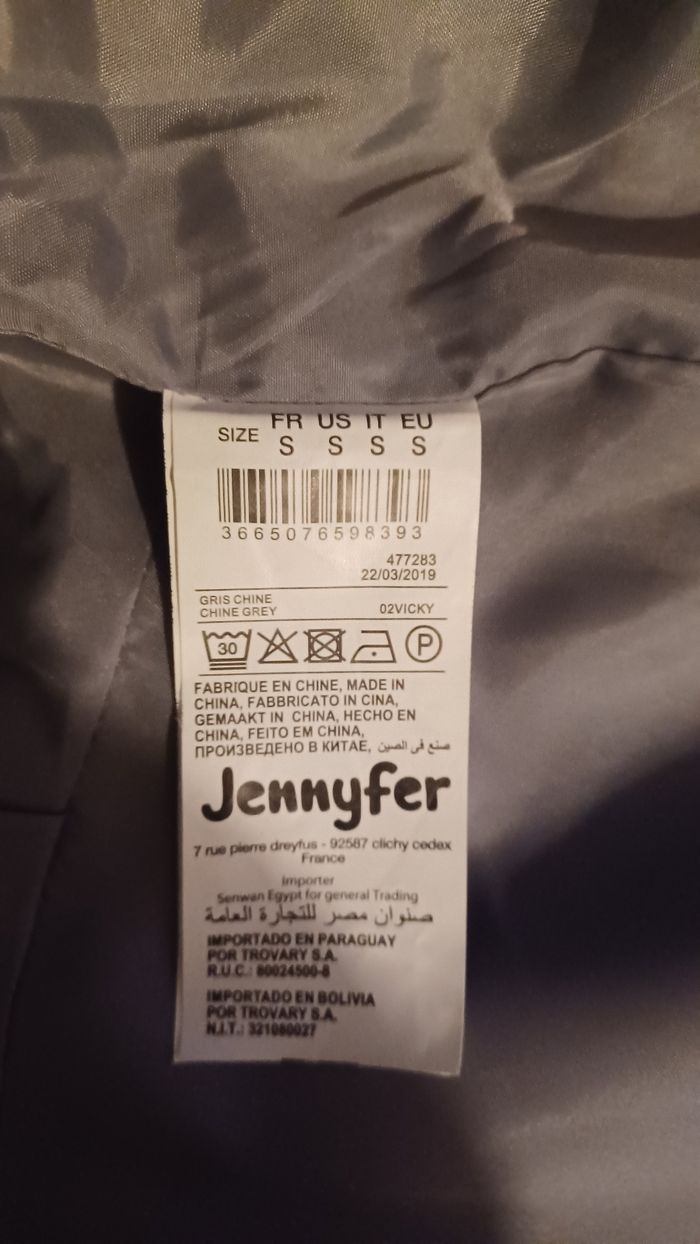 FR US IT EU
SIZE S S S S
3665076598393
477283
22/03/2019
GRIS CHINE
CHINE GREY 02VICKY
30 P
FABRIQUE EN CHINE, MADE IN
CHINA, FABBRICATO IN CINA,
GEMAAKT IN CHINA, HECHO EN
CHINA, FEITO EM CHINA,
ПРОИЗВЕДЕНО В КИТАЕ, صنع في الصين
Jennyfer
7 rue pierre dreyfus - 92587 clichy cedex
France
Importer
Senwan Egypt for general Trading
صنوان مصر للتجارة العامة
IMPORTADO EN PARAGUAY
POR TROVARY S.A.
R.U.C.: 80024500-8
IMPORTADO EN BOLIVIA
POR TROVARY S.A.
N.I.T.: 321080027